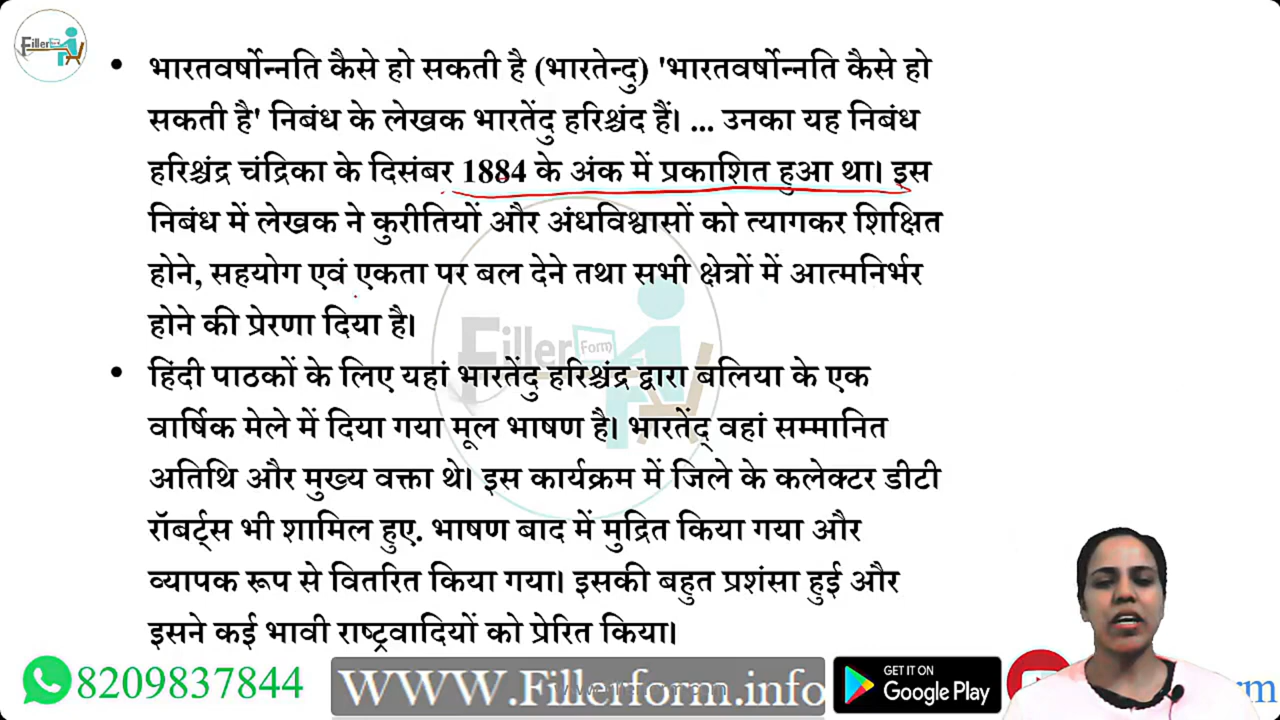 FillerForm
भारतवर्षोन्नति कैसे हो सकती है (भारतेन्दु) 'भारतवर्षोन्नति कैसे हो
सकती है' निबंध के लेखक भारतेंदु हरिश्चंद हैं। ... उनका यह निबंध
हरिश्चंद्र चंद्रिका के दिसंबर 1884 के अंक में प्रकाशित हुआ था। इस
निबंध में लेखक ने कुरीतियों और अंधविश्वासों को त्यागकर शिक्षित
होने, सहयोग एवं एकता पर बल देने तथा सभी क्षेत्रों में आत्मनिर्भर
होने की प्रेरणा दिया है।
Filler Form
हिंदी पाठकों के लिए यहां भारतेंदु हरिश्चंद्र द्वारा बलिया के एक
वार्षिक मेले में दिया गया मूल भाषण है। भारतेंद् वहां सम्मानित
अतिथि और मुख्य वक्ता थे। इस कार्यक्रम में जिले के कलेक्टर डीटी
रॉबर्ट्स भी शामिल हुए. भाषण बाद में मुद्रित किया गया और
व्यापक रूप से वितरित किया गया। इसकी बहुत प्रशंसा हुई और
इसने कई भावी राष्ट्रवादियों को प्रेरित किया।
8209837844
WWW.Fillerform.info
GET IT ON
Google Play